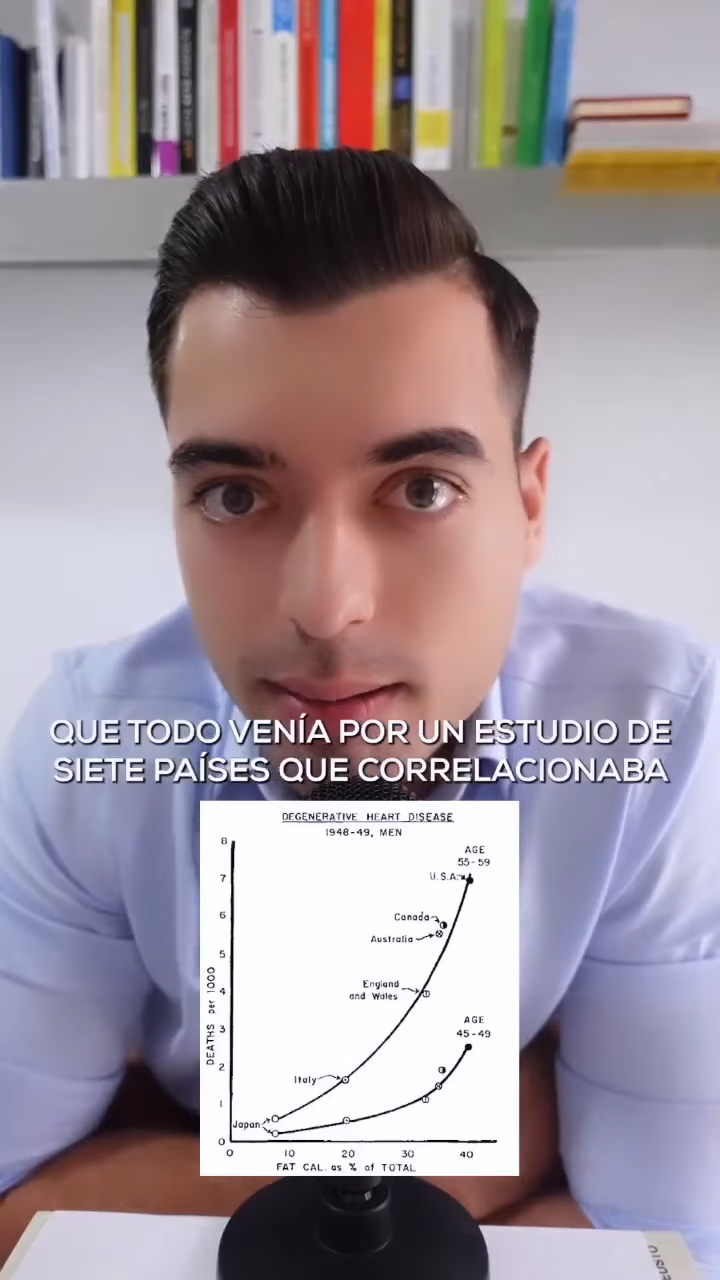 QUE TODO VENÍA POR UN ESTUDIO DE
SIETE PAÍSES QUE CORRELACIONABA
DEGENERATIVE HEART DISEASE
1948-49, MEN
AGE
55-59
U.S.A.
Canada
Australia
England
and Wales
AGE
45-49
Italy
Japan
DEATHS per 1000
8
7
6
5
4
3
2
1
0
0 10 20 30 40
FAT CAL. as % of TOTAL